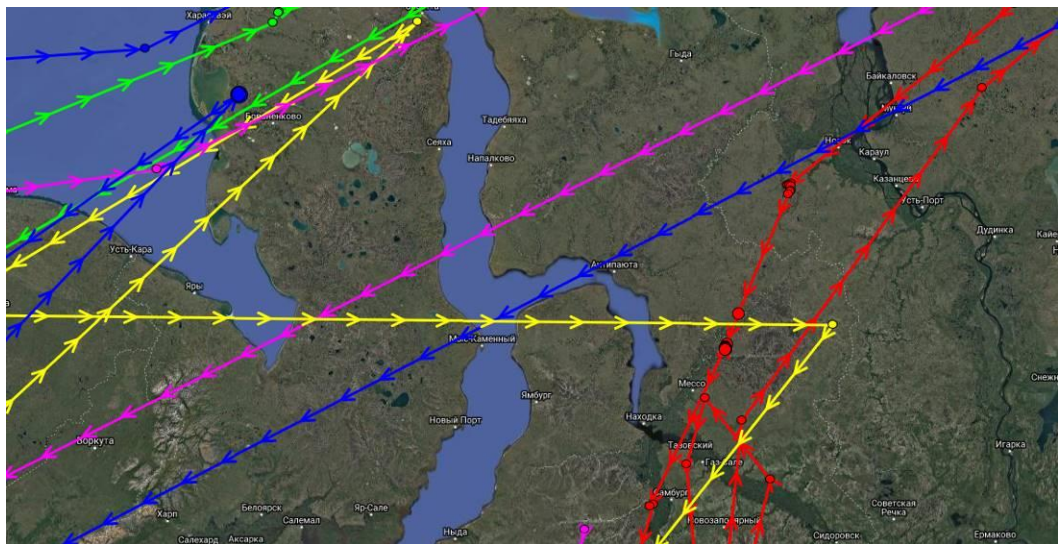 Харасавэй
Гыда
Байкаловск
Бованенково
Тадебяяха
Сеяха
Напалково
Носок
Караул
Казанцево
Усть-Порт
Дудинка
Усть-Кара
Антипаюта
Яры
Мыс-Каменный
Мессо
Ямбург
Новый Порт
Находка
Тазовский
Воркута
Газ-Сале
Игарка
Самбург
Харп
Белоярск
Яр-Сале
Советская
Речка
Салемал
Новозаполярный
Ныда
Салехард
Аксарка
Сидоровск
Ермаково